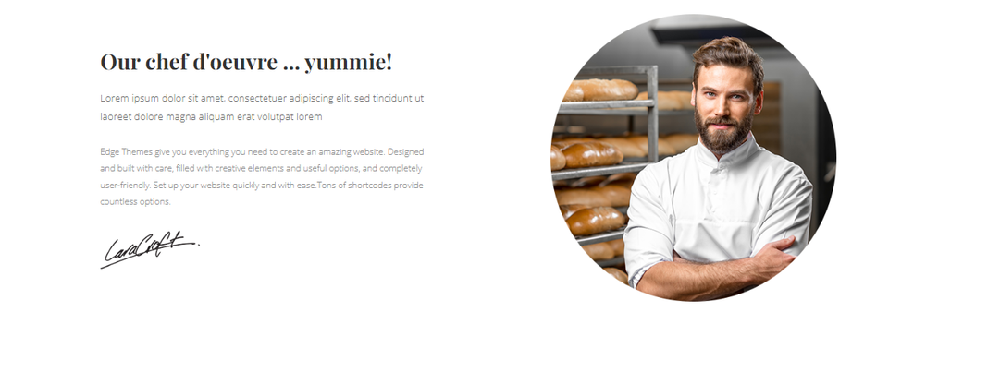 Our chef d'oeuvre ... yummie!
Lorem ipsum dolor sit amet, consectetuer adipiscing elit, sed tincidunt ut
laoreet dolore magna aliquam erat volutpat lorem
Edge Themes give you everything you need to create an amazing website. Designed
and built with care, filled with creative elements and useful options, and completely
user-friendly. Set up your website quickly and with ease.Tons of shortcodes provide
countless options.
LaraCroft.